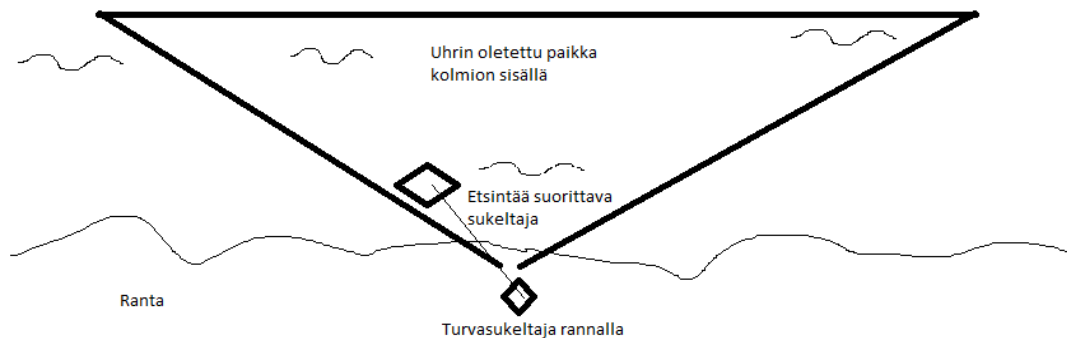 Uhrin oletettu paikka
kolmion sisällä
Etsintää suorittava
sukeltaja
Ranta
Turvasukeltaja rannalla